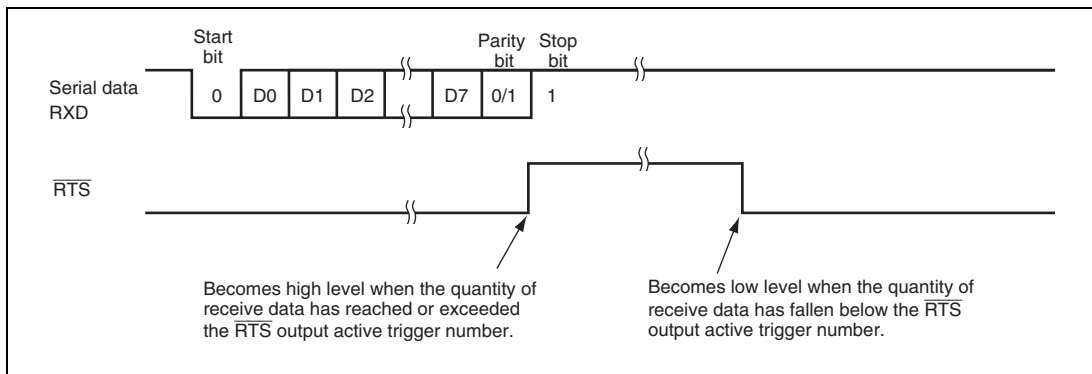 Start
bit
Parity
bit
Stop
bit
Serial data
RXD
0
D0
D1
D2
D7
0/1
1
RTS
Becomes high level when the quantity of
receive data has reached or exceeded
the RTS output active trigger number.
Becomes low level when the quantity of
receive data has fallen below the RTS
output active trigger number.